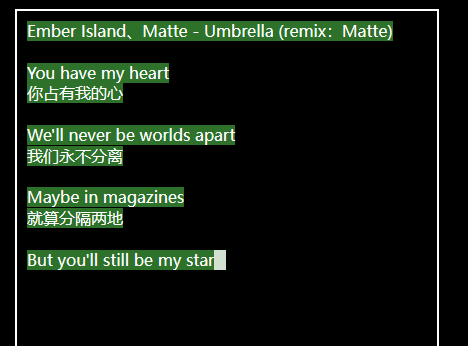 Ember Island、Matte - Umbrella (remix：Matte)
You have my heart
你占有我的心
We'll never be worlds apart
我们永不分离
Maybe in magazines
就算分隔两地
But you'll still be my star